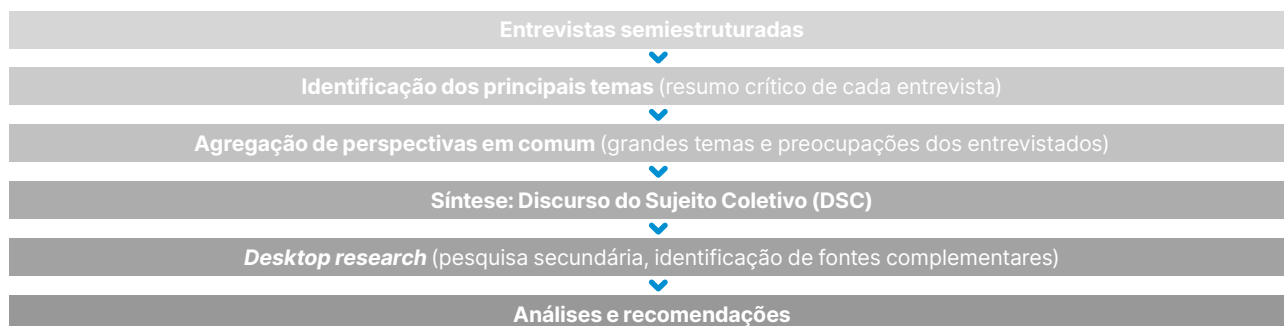 Entrevistas semiestruturadas
Identificação dos principais temas (resumo crítico de cada entrevista)
Agregação de perspectivas em comum (grandes temas e preocupações dos entrevistados)
Síntese: Discurso do Sujeito Coletivo (DSC)
Desktop research (pesquisa secundária, identificação de fontes complementares)
Análises e recomendações